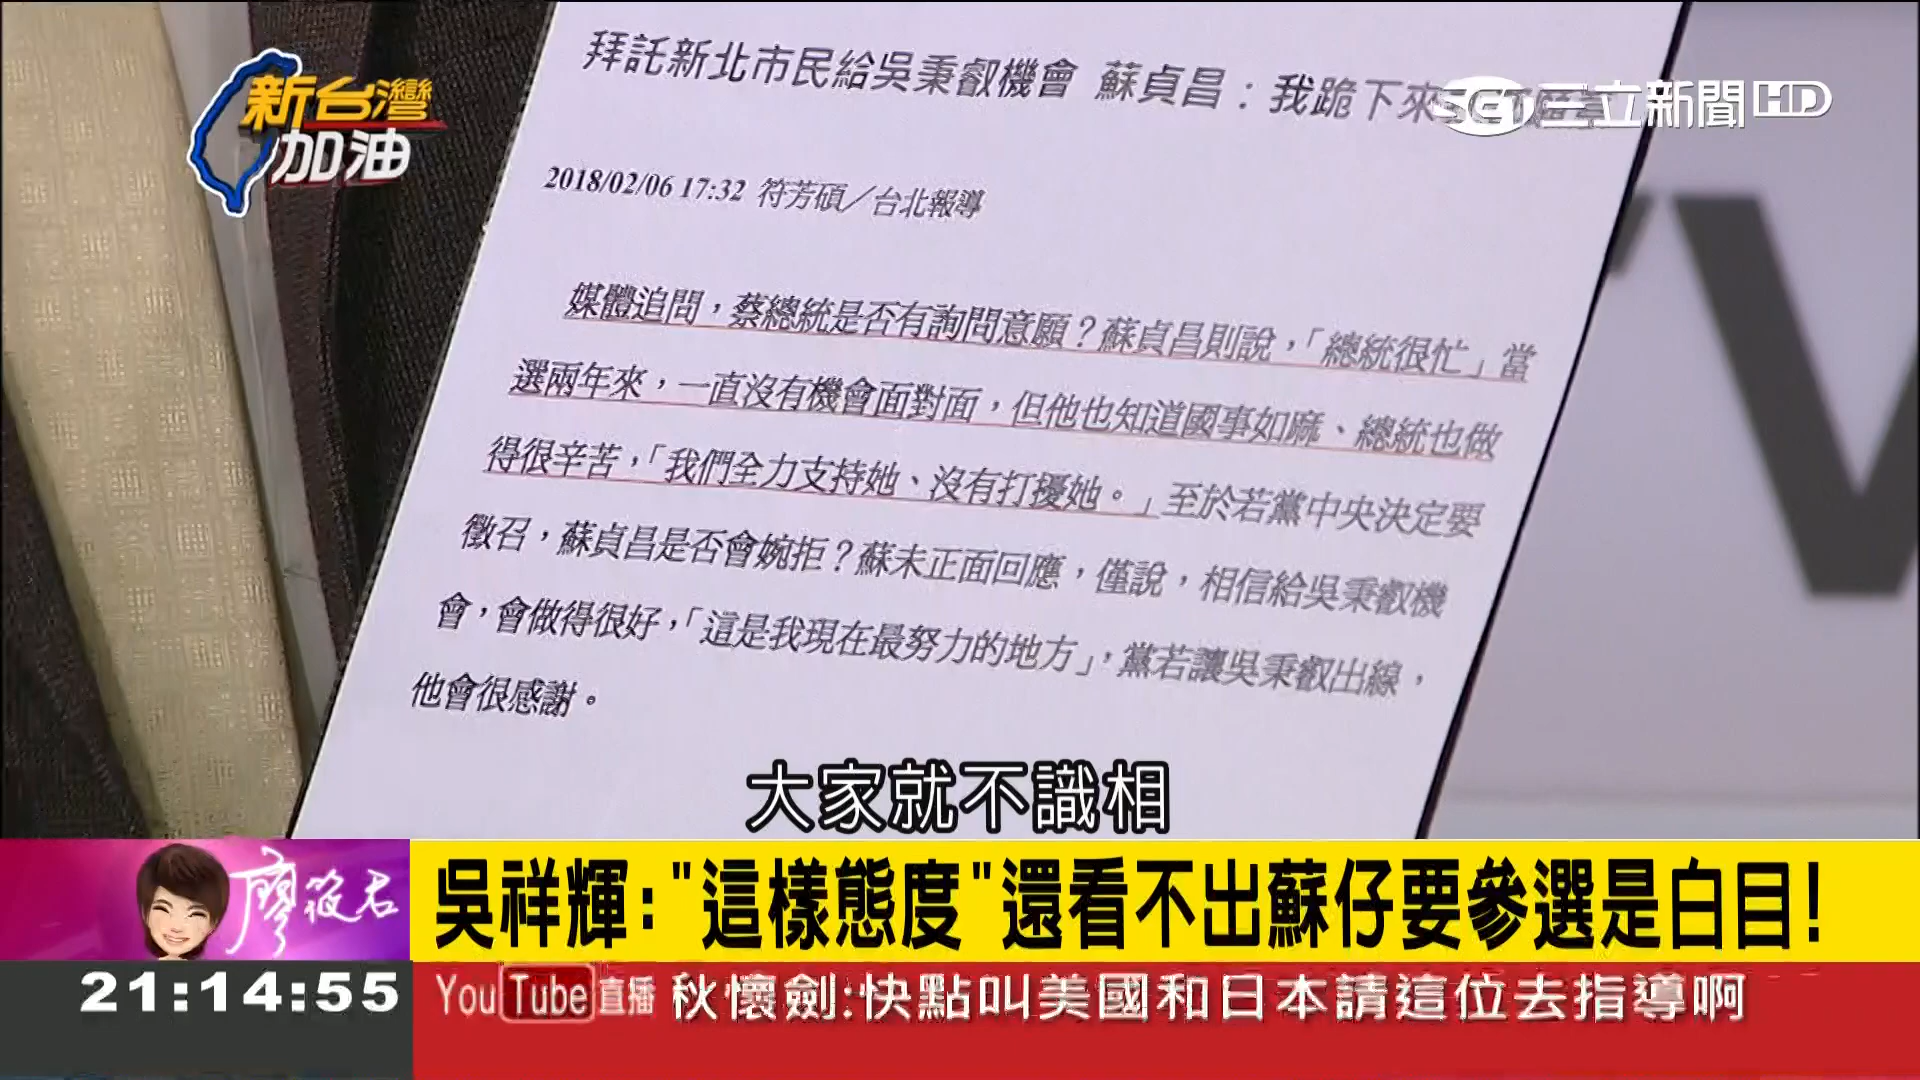 拜託新北市民給吳秉叡機會 蘇貞昌：我跪下來
新台灣
加油
三立新聞HD
2018/02/06 17:32 符芳碩／台北報導
媒體追問，蔡總統是否有詢問意願？蘇貞昌則說，「總統很忙」當
選兩年來，一直沒有機會面對面，但他也知道國事如麻、總統也做
得很辛苦，「我們全力支持她、沒有打擾她。」至於若黨中央決定要
徵召，蘇貞昌是否會婉拒？蘇未正面回應，僅說，相信給吳秉叡機
會，會做得很好，「這是我現在最努力的地方」，黨若讓吳秉叡出線，
他會很感謝。
大家就不識相
廖筱君
吳祥輝："這樣態度"還看不出蘇仔要參選是白目!
21:14:55
YouTube直播 秋懷劍:快點叫美國和日本請這位去指導啊